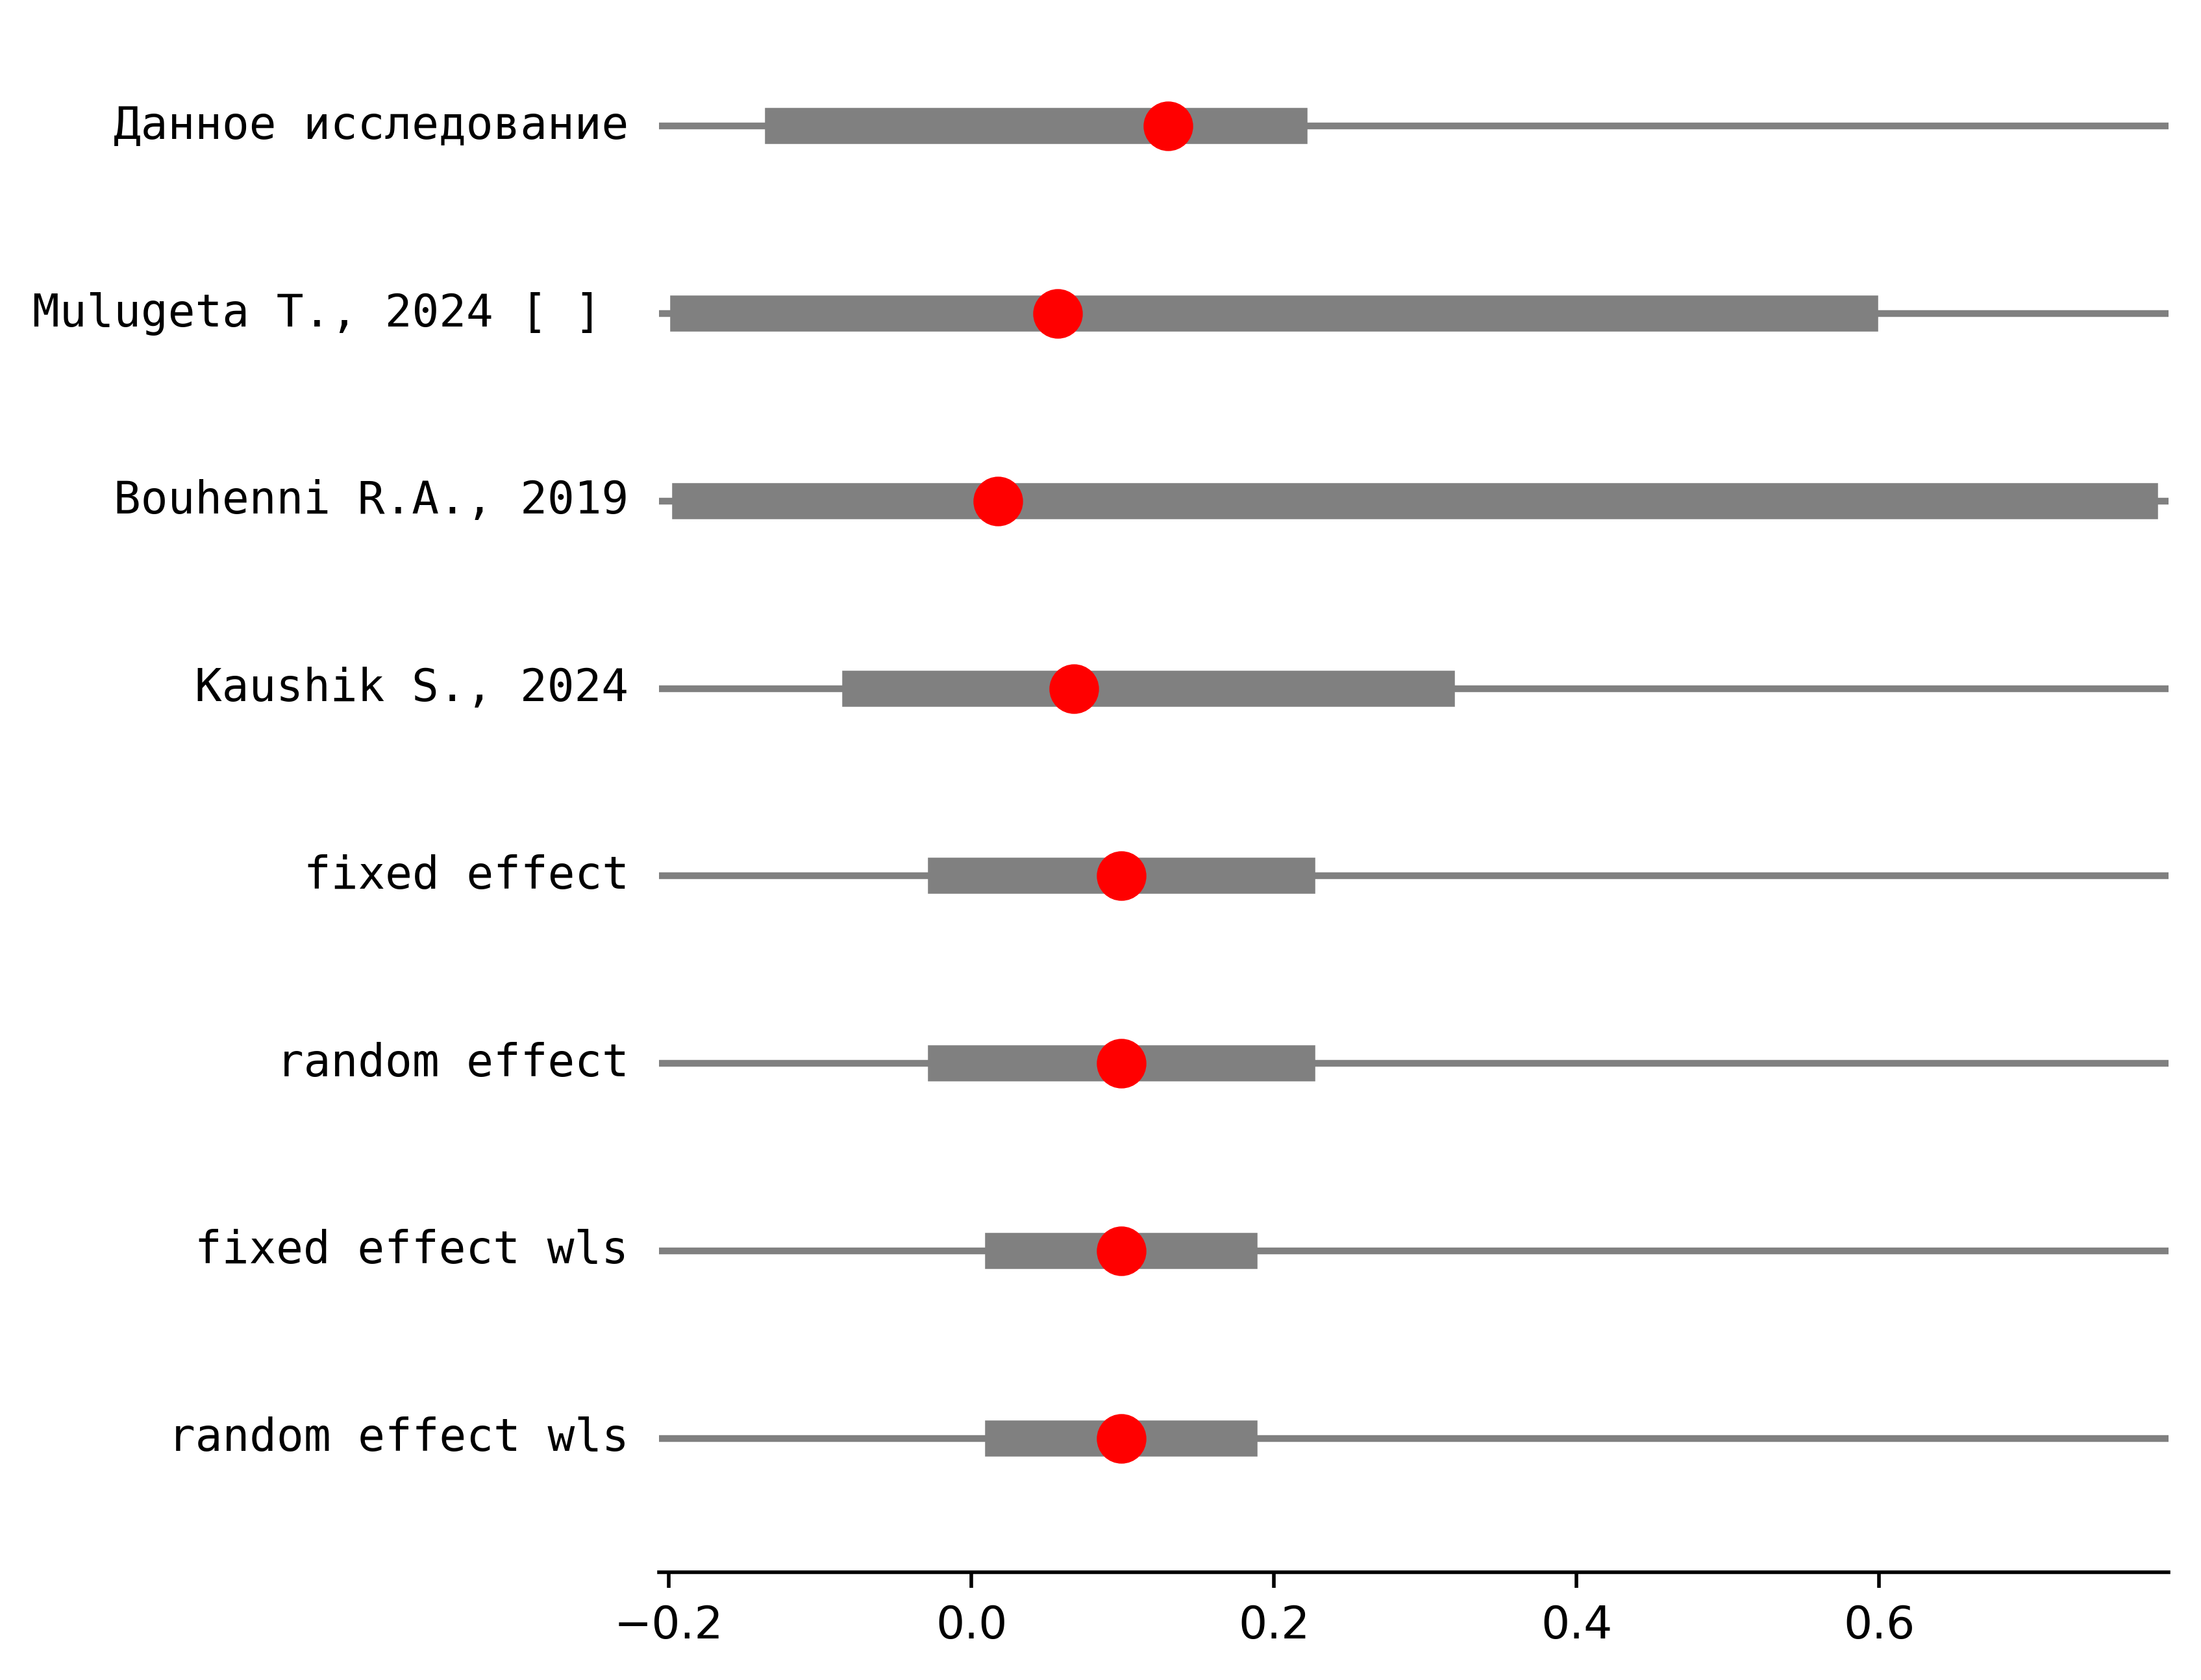 Данное исследование
Mulugeta T., 2024 [ ]
Bouhenni R.A., 2019
Kaushik S., 2024
fixed effect
random effect
fixed effect wls
random effect wls
−0.2 0.0 0.2 0.4 0.6